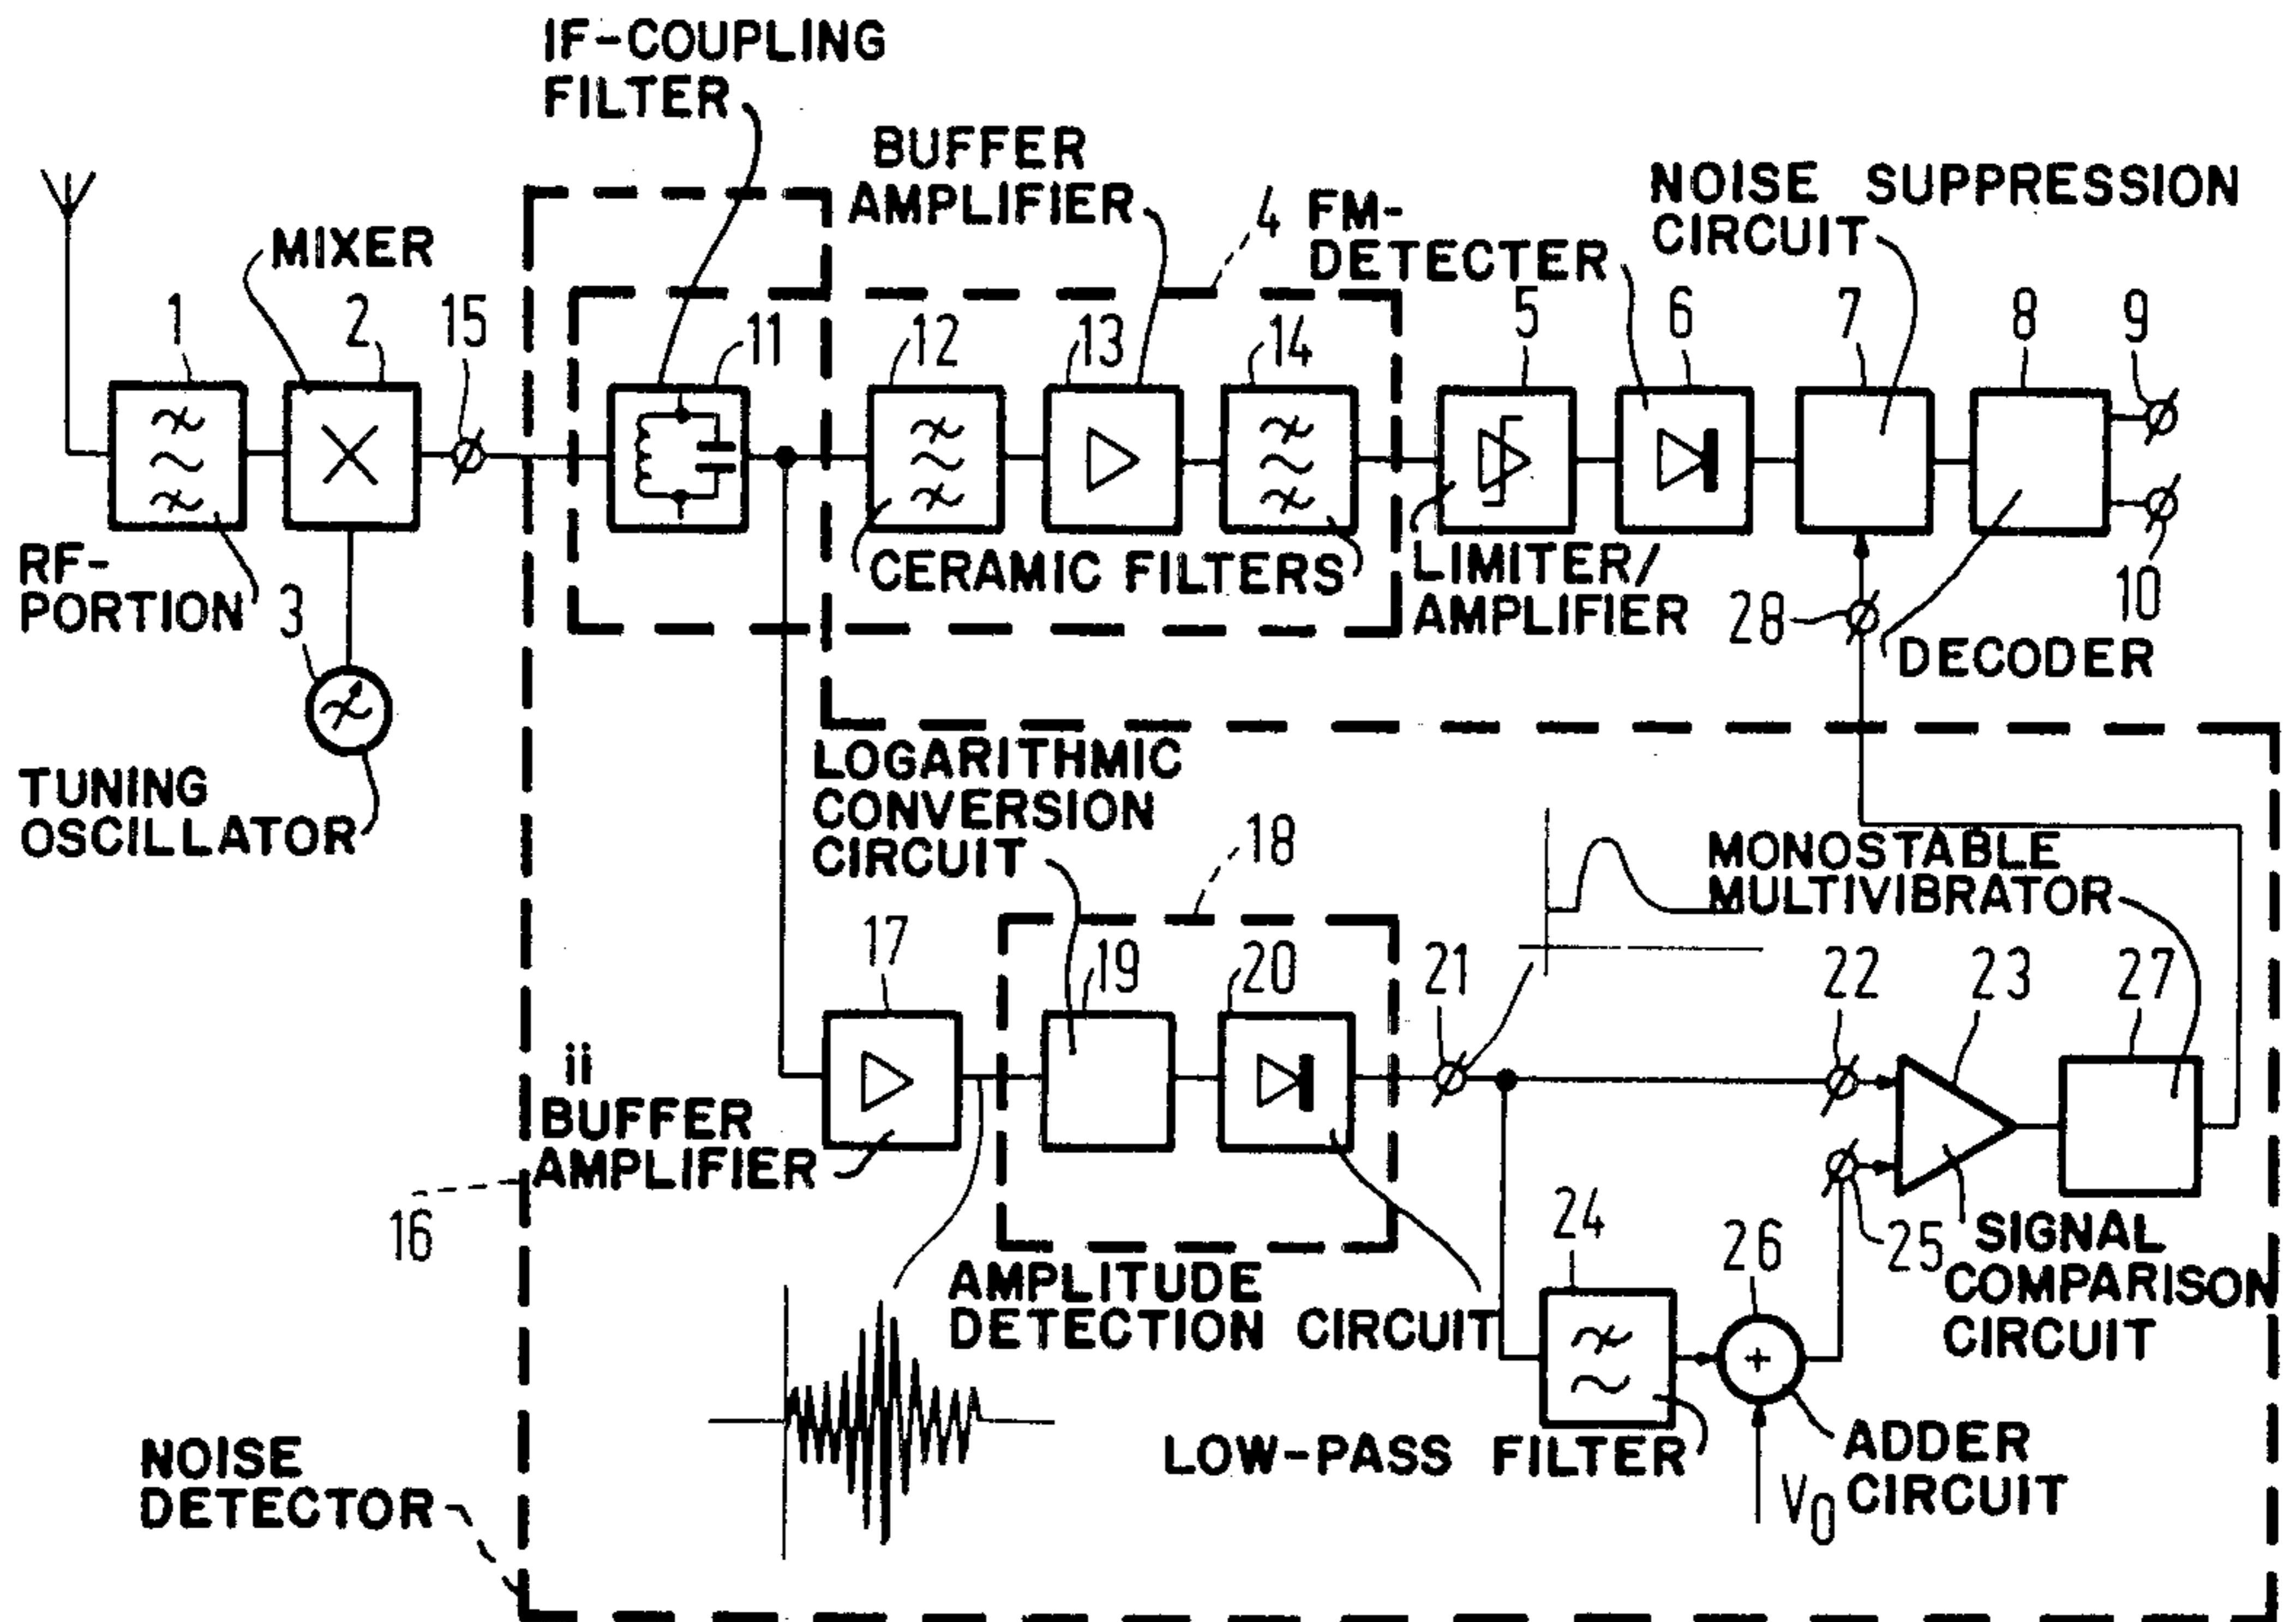 IF-COUPLING
FILTER
BUFFER
AMPLIFIER
4
FM-
DETECTER
NOISE SUPPRESSION
CIRCUIT
MIXER
1
2
15
11
12
13
14
5
6
7
8
9
10
RF-
PORTION
3
CERAMIC FILTERS
LIMITER/
AMPLIFIER
28
DECODER
TUNING
OSCILLATOR
LOGARITHMIC
CONVERSION
CIRCUIT
18
MONOSTABLE
MULTIVIBRATOR
17
19
20
21
22
23
27
ii
BUFFER
AMPLIFIER
16
24
26
25
SIGNAL
COMPARISON
CIRCUIT
AMPLITUDE
DETECTION CIRCUIT
+
LOW-PASS FILTER
ADDER
CIRCUIT
V0
NOISE
DETECTOR